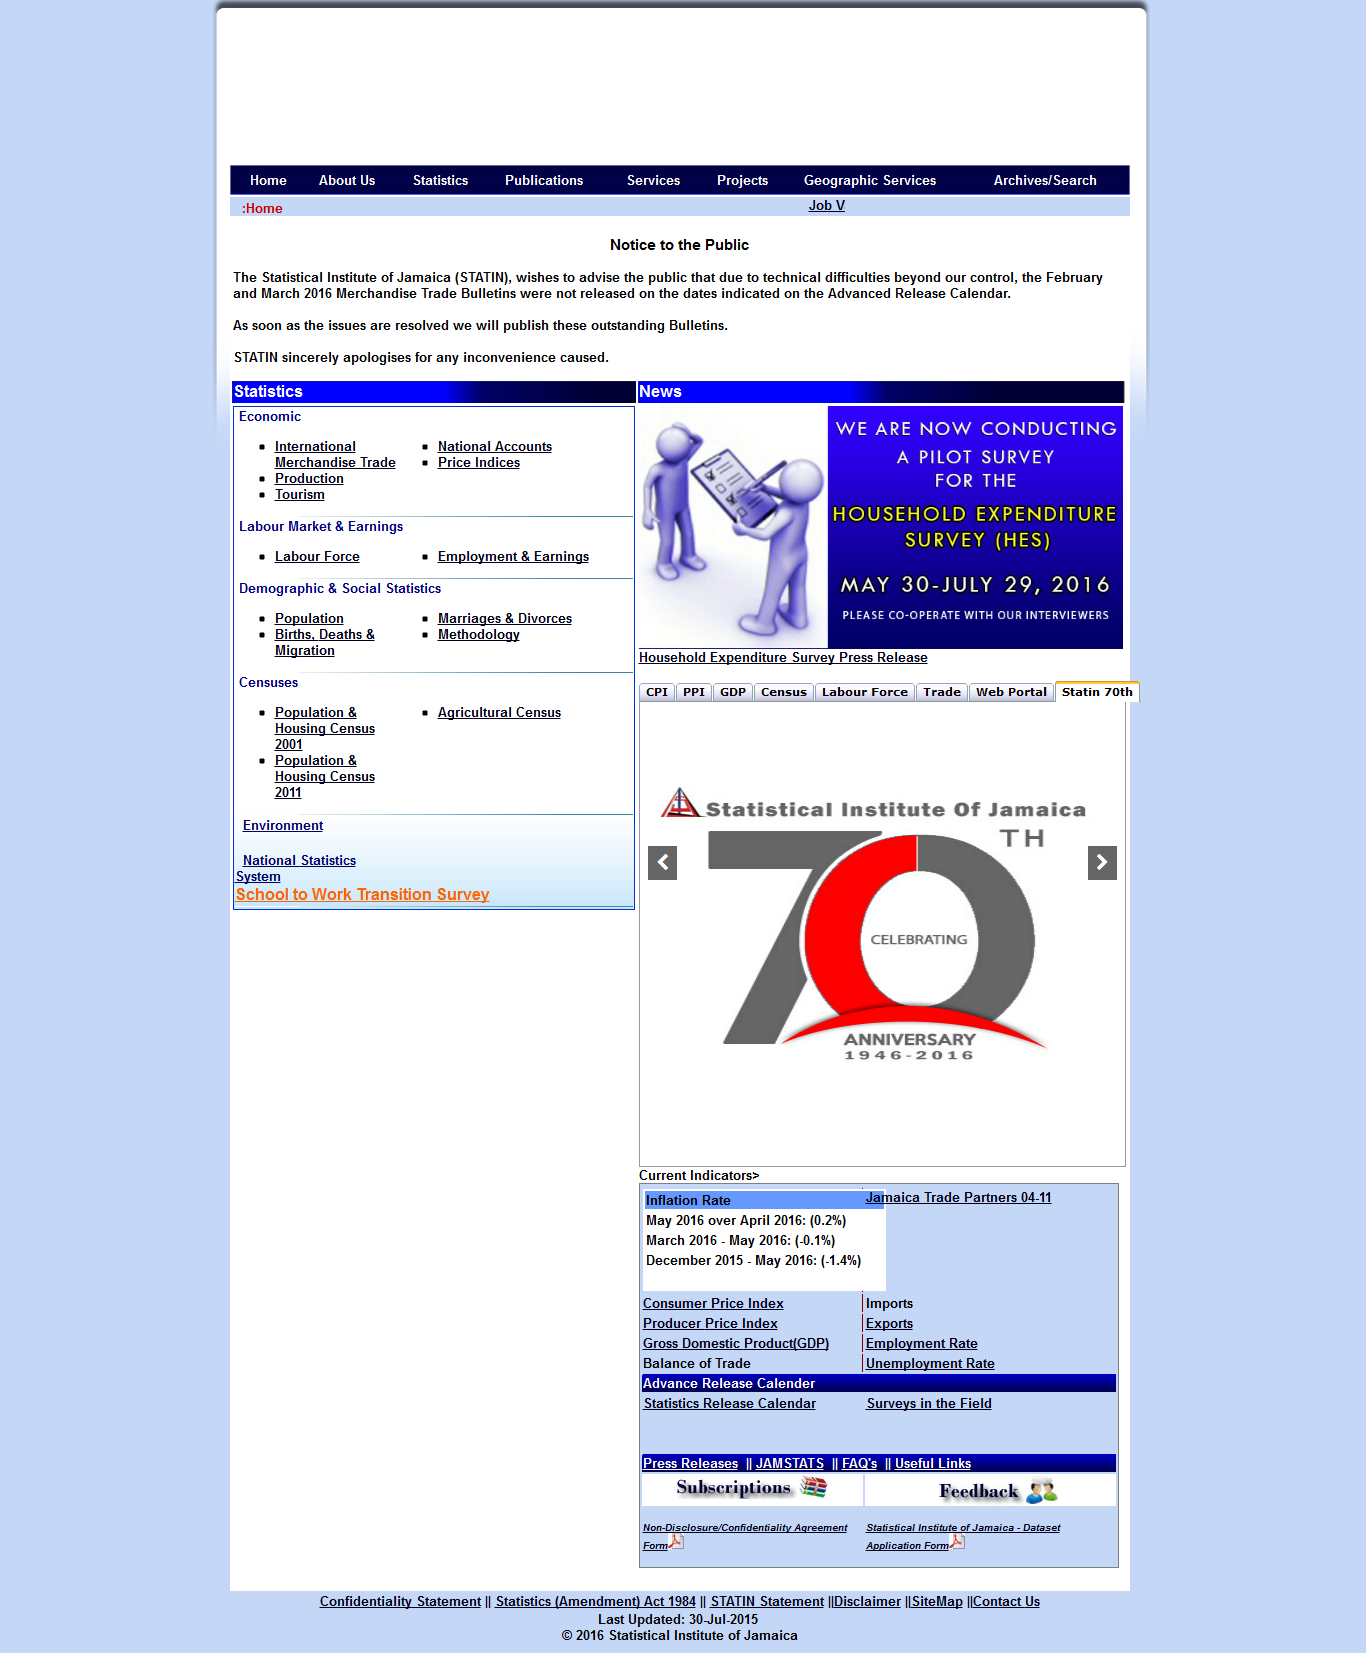 Home About Us Statistics Publications Services Projects Geographic Services Archives/Search
:Home
Job V
Notice to the Public
The Statistical Institute of Jamaica (STATIN), wishes to advise the public that due to technical difficulties beyond our control, the February
and March 2016 Merchandise Trade Bulletins were not released on the dates indicated on the Advanced Release Calendar.
As soon as the issues are resolved we will publish these outstanding Bulletins.
STATIN sincerely apologises for any inconvenience caused.
Statistics
Economic
International
Merchandise Trade
Production
Tourism
National Accounts
Price Indices
Labour Market & Earnings
Labour Force
Employment & Earnings
Demographic & Social Statistics
Population
Births, Deaths &
Migration
Marriages & Divorces
Methodology
Censuses
Population &
Housing Census
2001
Population &
Housing Census
2011
Agricultural Census
Environment
National Statistics
System
School to Work Transition Survey
News
WE ARE NOW CONDUCTING
A PILOT SURVEY
FOR THE
HOUSEHOLD EXPENDITURE
SURVEY (HES)
MAY 30-JULY 29, 2016
PLEASE CO-OPERATE WITH OUR INTERVIEWERS
Household Expenditure Survey Press Release
CPI PPI GDP Census Labour Force Trade Web Portal Statin 70th
Statistical Institute Of Jamaica
70TH
CELEBRATING
ANNIVERSARY
1946-2016
Current Indicators>
Inflation Rate
May 2016 over April 2016: (0.2%)
March 2016 - May 2016: (-0.1%)
December 2015 - May 2016: (-1.4%)
Jamaica Trade Partners 04-11
Consumer Price Index Imports
Producer Price Index Exports
Gross Domestic Product(GDP) Employment Rate
Balance of Trade Unemployment Rate
Advance Release Calender
Statistics Release Calendar Surveys in the Field
Press Releases || JAMSTATS || FAQ's || Useful Links
Subscriptions Feedback
Non-Disclosure/Confidentiality Agreement
Form
Statistical Institute of Jamaica - Dataset
Application Form
Confidentiality Statement || Statistics (Amendment) Act 1984 || STATIN Statement ||Disclaimer ||SiteMap ||Contact Us
Last Updated: 30-Jul-2015
© 2016 Statistical Institute of Jamaica